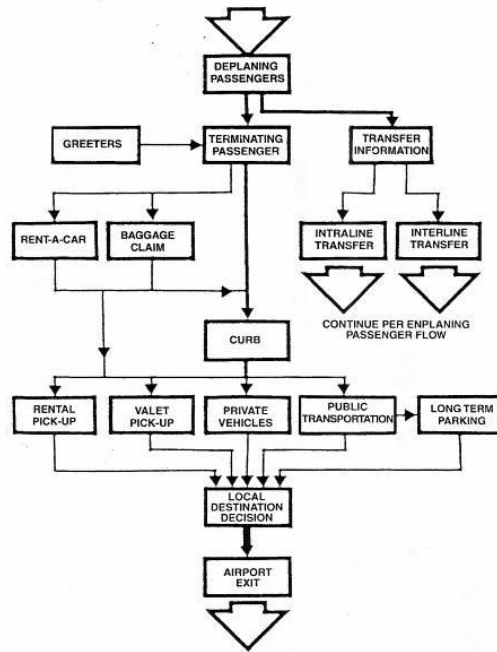 DEPLANING
PASSENGERS
GREETERS
TERMINATING
PASSENGER
TRANSFER
INFORMATION
RENT-A-CAR
BAGGAGE
CLAIM
INTRALINE
TRANSFER
INTERLINE
TRANSFER
CONTINUE PER ENPLANING
PASSENGER FLOW
CURB
RENTAL
PICK-UP
VALET
PICK-UP
PRIVATE
VEHICLES
PUBLIC
TRANSPORTATION
LONG TERM
PARKING
LOCAL
DESTINATION
DECISION
AIRPORT
EXIT